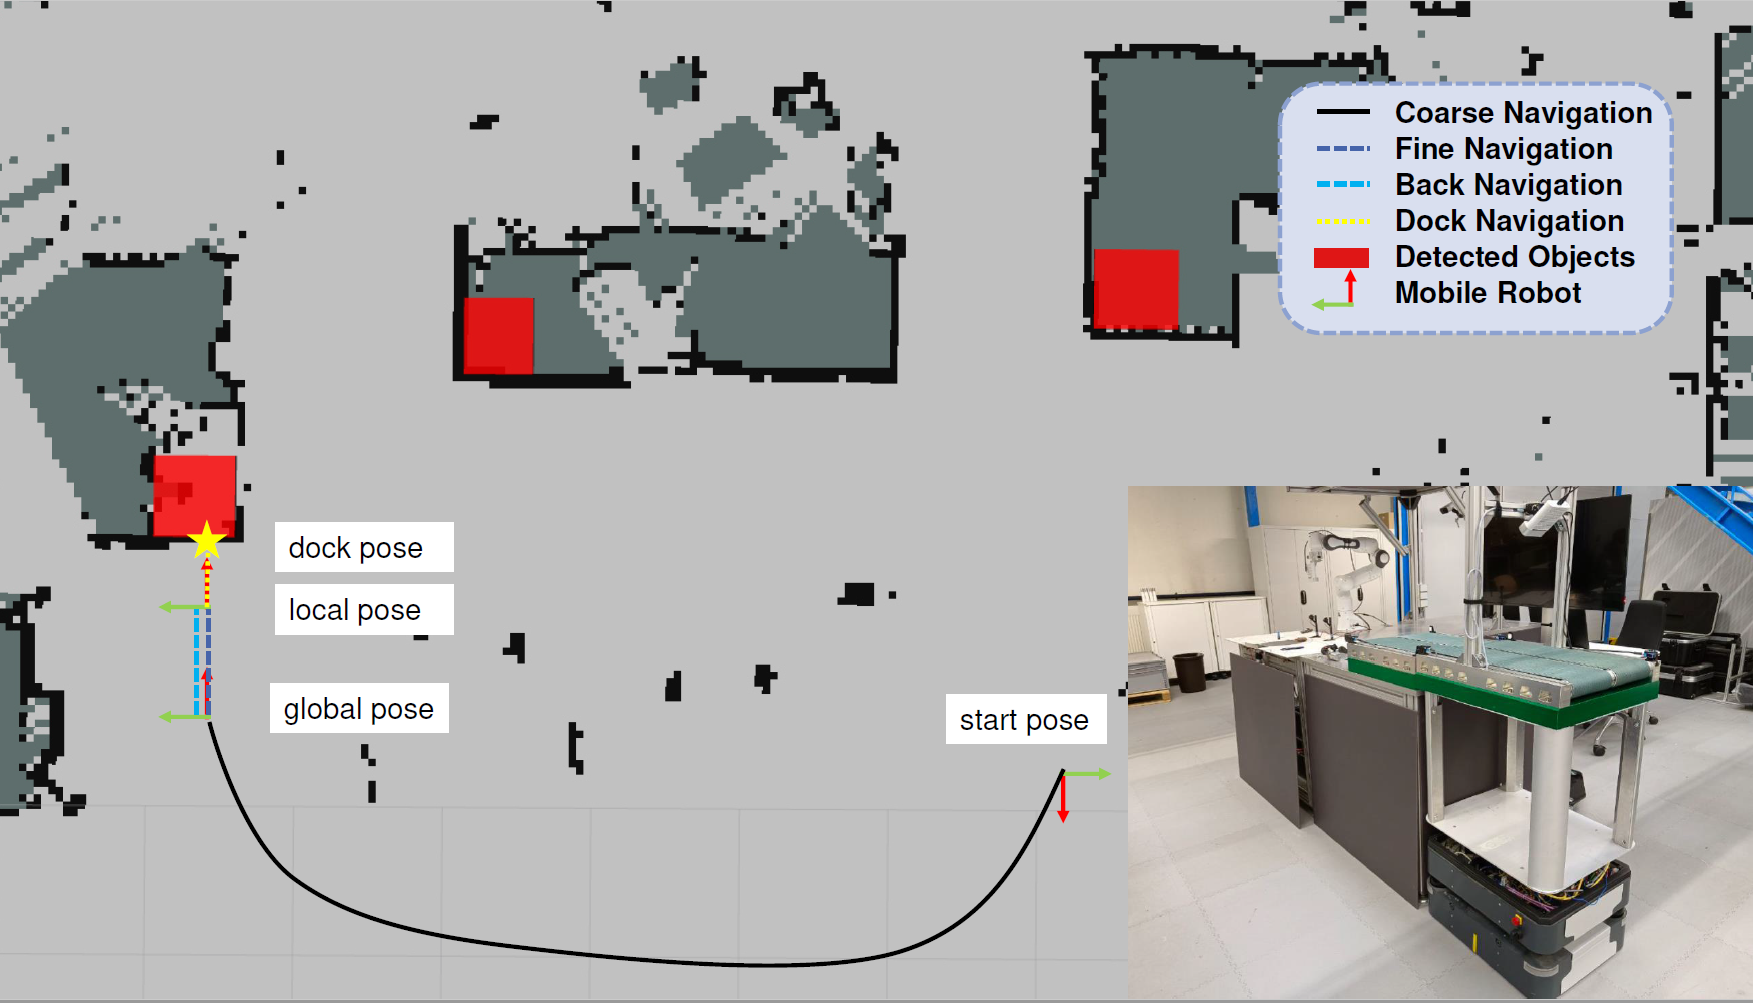 Coarse Navigation
Fine Navigation
Back Navigation
Dock Navigation
Detected Objects
Mobile Robot
dock pose
local pose
global pose
start pose